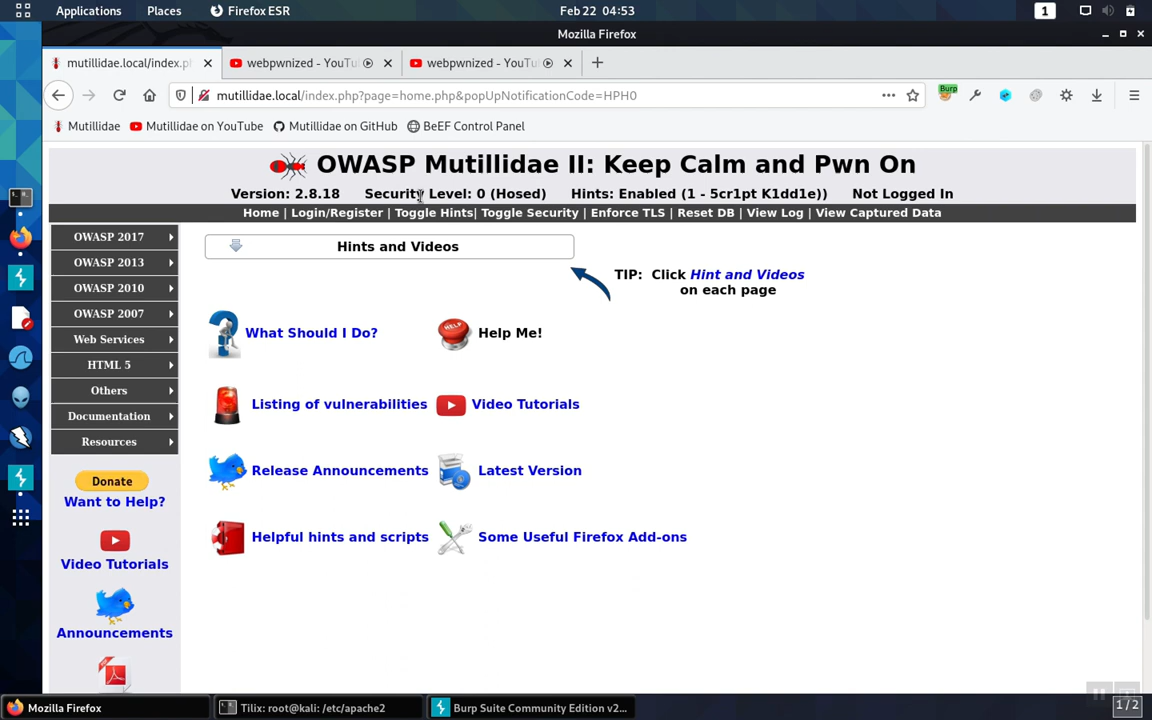 Applications Places Firefox ESR Feb 22 04:53 1
Mozilla Firefox
mutillidae.local/index.p webpwnized - YouTu webpwnized - YouTu
mutillidae.local/index.php?page=home.php&popUpNotificationCode=HPH0 Burp
Mutillidae Mutillidae on YouTube Mutillidae on GitHub BeEF Control Panel
OWASP Mutillidae II: Keep Calm and Pwn On
Version: 2.8.18 Security Level: 0 (Hosed) Hints: Enabled (1 - 5cr1pt K1dd1e)) Not Logged In
Home | Login/Register | Toggle Hints| Toggle Security | Enforce TLS | Reset DB | View Log | View Captured Data
OWASP 2017
OWASP 2013
OWASP 2010
OWASP 2007
Web Services
HTML 5
Others
Documentation
Resources
Donate
Want to Help?
Video Tutorials
Announcements
PDF
Hints and Videos
TIP: Click Hint and Videos
on each page
What Should I Do? HELP Help Me!
Listing of vulnerabilities Video Tutorials
Release Announcements Latest Version
Helpful hints and scripts Some Useful Firefox Add-ons
Mozilla Firefox Tilix: root@kali: /etc/apache2 Burp Suite Community Edition v2... 1/2